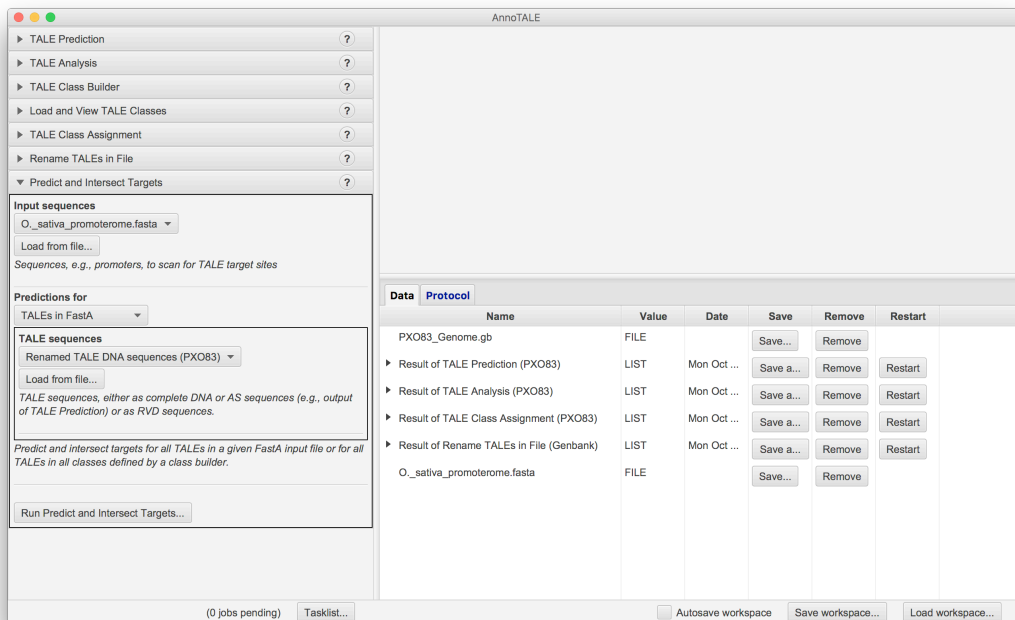 AnnoTALE
TALE Prediction ?
TALE Analysis ?
TALE Class Builder ?
Load and View TALE Classes ?
TALE Class Assignment ?
Rename TALEs in File ?
Predict and Intersect Targets ?
Input sequences
O._sativa_promoterome.fasta
Load from file...
Sequences, e.g., promoters, to scan for TALE target sites
Predictions for
TALEs in FastA
TALE sequences
Renamed TALE DNA sequences (PXO83)
Load from file...
TALE sequences, either as complete DNA or AS sequences (e.g., output
of TALE Prediction) or as RVD sequences.
Predict and intersect targets for all TALEs in a given FastA input file or for all
TALEs in all classes defined by a class builder.
Run Predict and Intersect Targets...
Data Protocol
Name Value Date Save Remove Restart
PXO83_Genome.gb FILE Save... Remove
Result of TALE Prediction (PXO83) LIST Mon Oct ... Save a... Remove Restart
Result of TALE Analysis (PXO83) LIST Mon Oct ... Save a... Remove Restart
Result of TALE Class Assignment (PXO83) LIST Mon Oct ... Save a... Remove Restart
Result of Rename TALEs in File (Genbank) LIST Mon Oct ... Save a... Remove Restart
O._sativa_promoterome.fasta FILE Save... Remove
(0 jobs pending) Tasklist... Autosave workspace Save workspace... Load workspace...